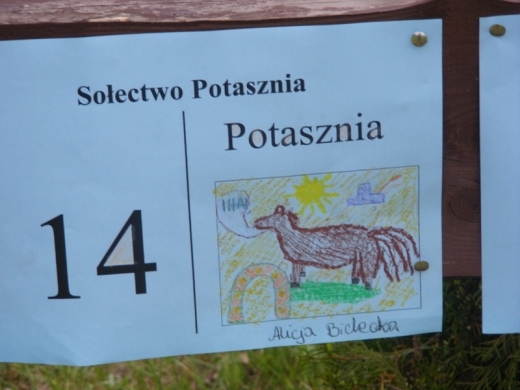 Sołectwo Potasznia
14
Potasznia
Alicja Bielecka